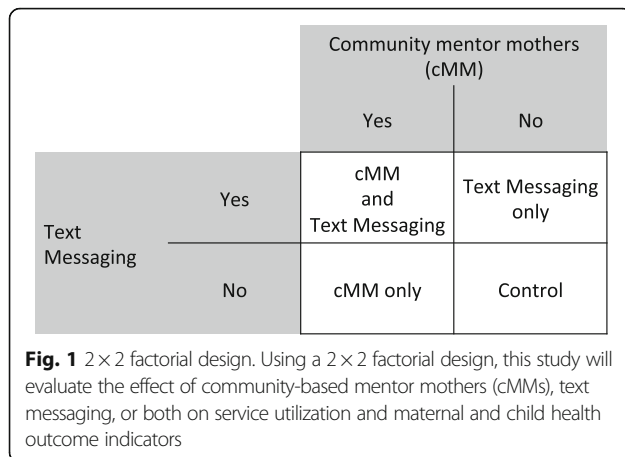 Community mentor mothers
(cMM)
Yes
No
Text
Messaging
Yes
cMM
and
Text Messaging
Text Messaging
only
No
cMM only
Control
Fig. 1 2 × 2 factorial design. Using a 2 × 2 factorial design, this study will
evaluate the effect of community-based mentor mothers (cMMs), text
messaging, or both on service utilization and maternal and child health
outcome indicators